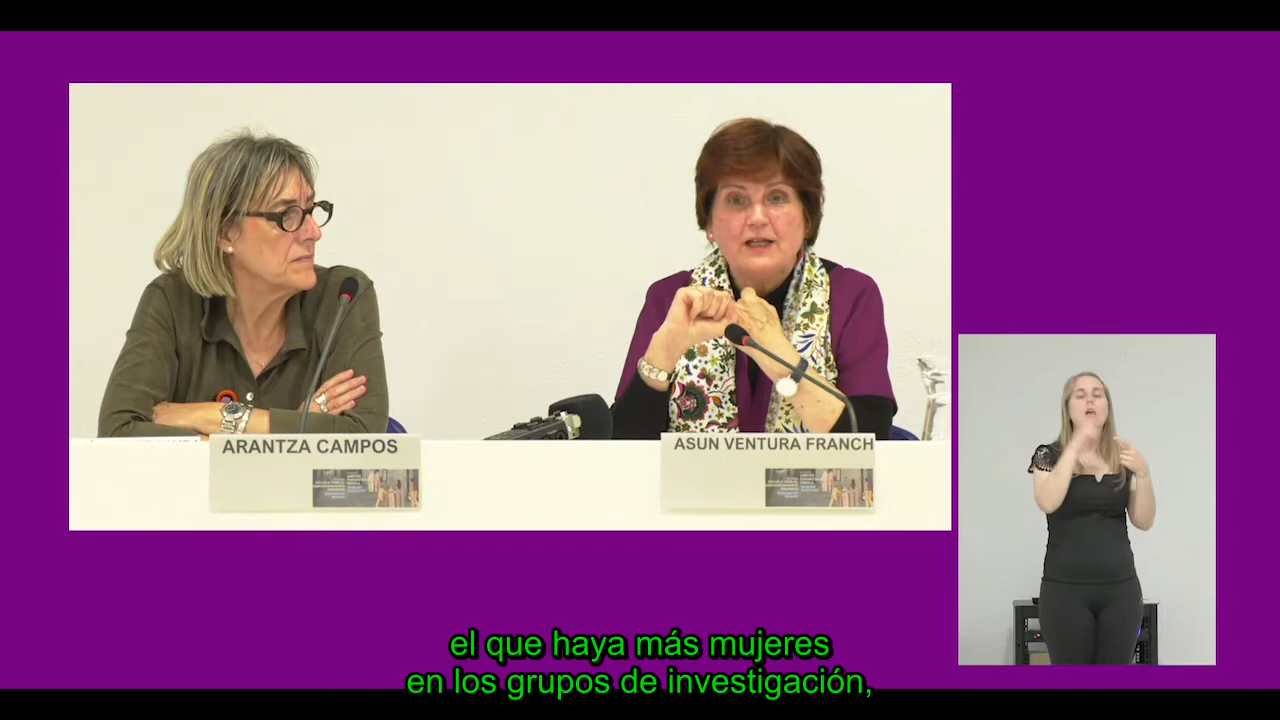 ARANTZA CAMPOS
ASUN VENTURA FRANCH
el que haya más mujeres
en los grupos de investigación,